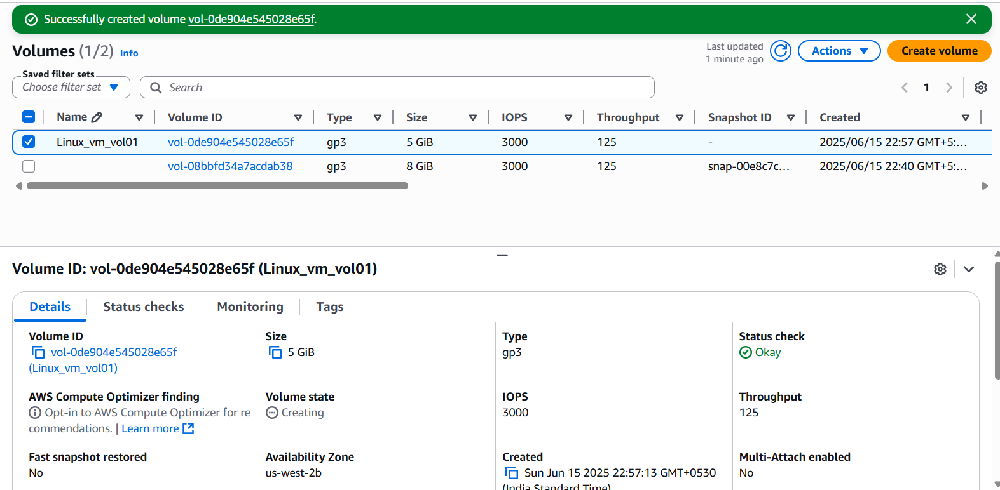 Successfully created volume vol-0de904e545028e65f.
Volumes (1/2) Info
Last updated
1 minute ago
Actions
Create volume
Saved filter sets
Choose filter set
Search
1
Name Volume ID Type Size IOPS Throughput Snapshot ID Created
Linux_vm_vol01 vol-0de904e545028e65f gp3 5 GiB 3000 125 - 2025/06/15 22:57 GMT+5:...
vol-08bbfd34a7acdab38 gp3 8 GiB 3000 125 snap-00e8c7c... 2025/06/15 22:40 GMT+5:...
Volume ID: vol-0de904e545028e65f (Linux_vm_vol01)
Details Status checks Monitoring Tags
Volume ID
vol-0de904e545028e65f
(Linux_vm_vol01)
Size
5 GiB
Type
gp3
Status check
Okay
AWS Compute Optimizer finding
Opt-in to AWS Compute Optimizer for re
commendations. | Learn more
Volume state
Creating
IOPS
3000
Throughput
125
Fast snapshot restored
No
Availability Zone
us-west-2b
Created
Sun Jun 15 2025 22:57:13 GMT+0530
(India Standard Time)
Multi-Attach enabled
No